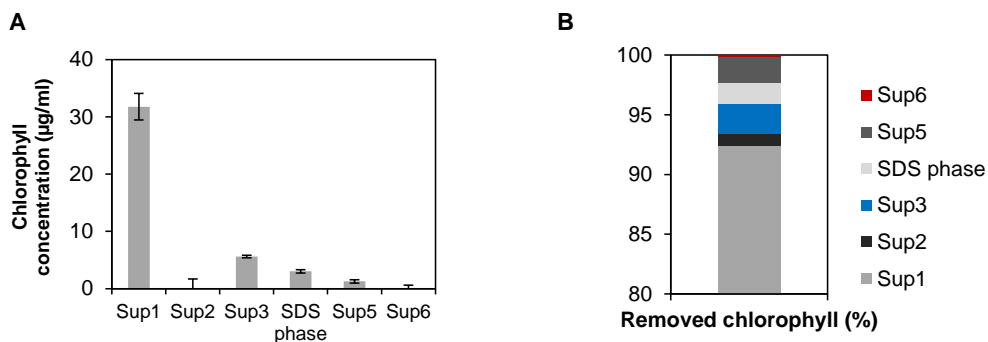 A
Chlorophyll
concentration (µg/ml)
40
30
20
10
0
Sup1 Sup2 Sup3 SDS phase Sup5 Sup6
B
100
95
90
85
80
Removed chlorophyll (%)
Sup6
Sup5
SDS phase
Sup3
Sup2
Sup1